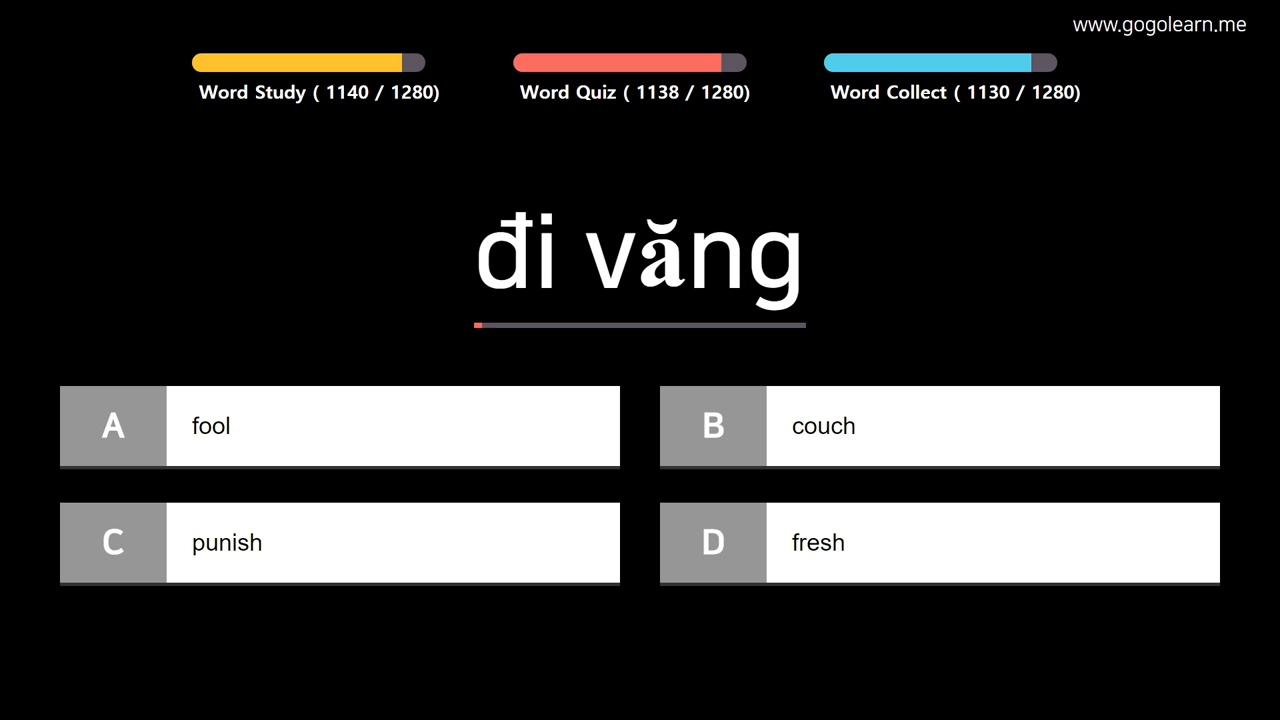 www.gogolearn.me
Word Study ( 1140 / 1280)
Word Quiz ( 1138 / 1280)
Word Collect ( 1130 / 1280)
đi văng
A fool
B couch
C punish
D fresh